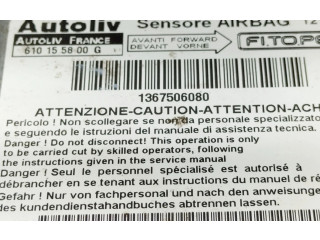 Autoliv Sensore AIRBAG 12
AUTOLIV FRANCE AVANTI FORWARD
610 15 58 00 G DEVANT VORNE
1367506080
ATTENZIONE-CAUTION-ATTENTION-ACH
Pericolo ! Non scollegare se non da personale specializzato
e seguendo le istruzioni del manuale di assistenza tecnica.
Danger ! Do not disconnect! This operation is only
to be carried out by skilled operators, following
the instructions given in the service manual
Danger ! Seul le personnel spécialisé est autorisé à
débrancher en se tenant aux instructions du manuel de ré
Gefahr ! Nur von fachpersonal und nach den anweisungen
des kundendiensthandbuches abtrennen lassen.